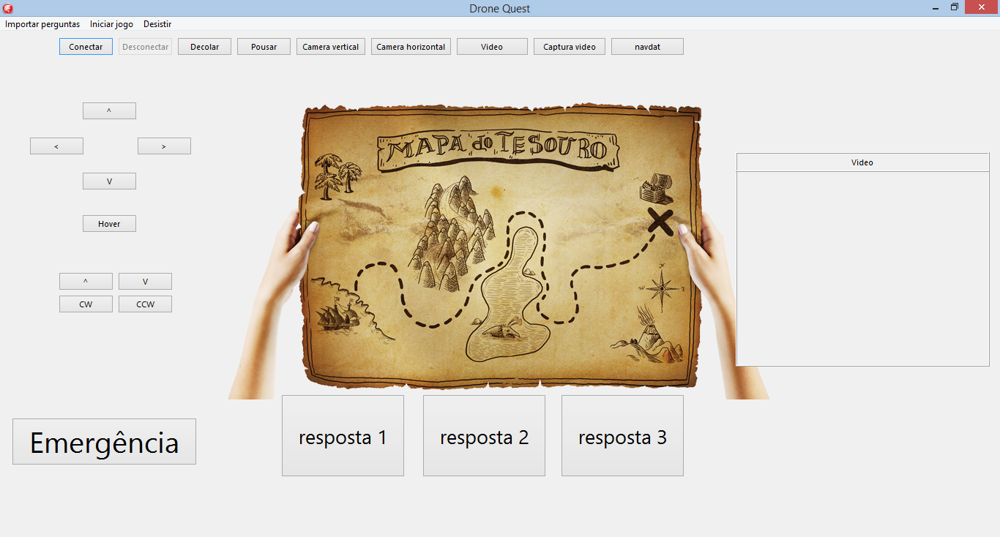 Drone Quest
Importar perguntas Iniciar jogo Desistir
Conectar Desconectar Decolar Pousar Camera vertical Camera horizontal Video Captura video navdat
^
< >
V
Hover
^ V
CW CCW
MAPA do TESOURO
N
Video
Emergência
resposta 1 resposta 2 resposta 3